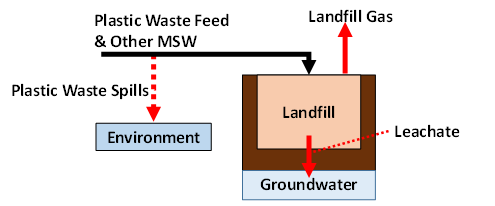 Plastic Waste Feed
& Other MSW
Landfill Gas
Plastic Waste Spills
Landfill
Environment
Leachate
Groundwater